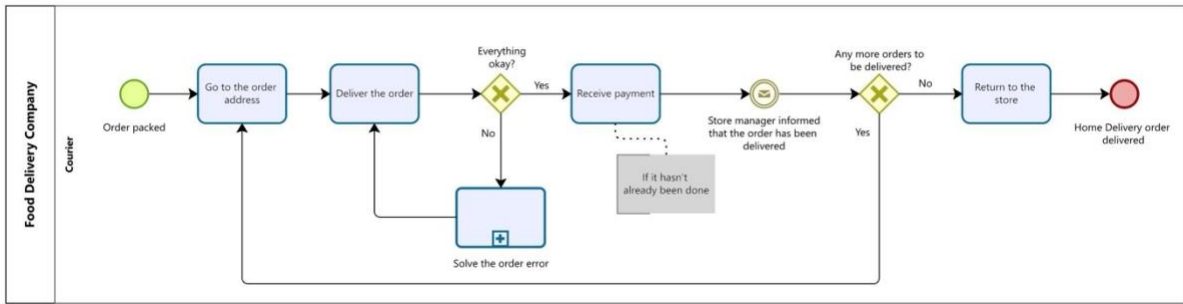 Food Delivery Company
Courier
Order packed
Go to the order
address
Deliver the order
Everything
okay?
Yes
No
Solve the order error
Receive payment
If it hasn't
already been done
Store manager informed
that the order has been
delivered
Any more orders to
be delivered?
No
Yes
Return to the
store
Home Delivery order
delivered